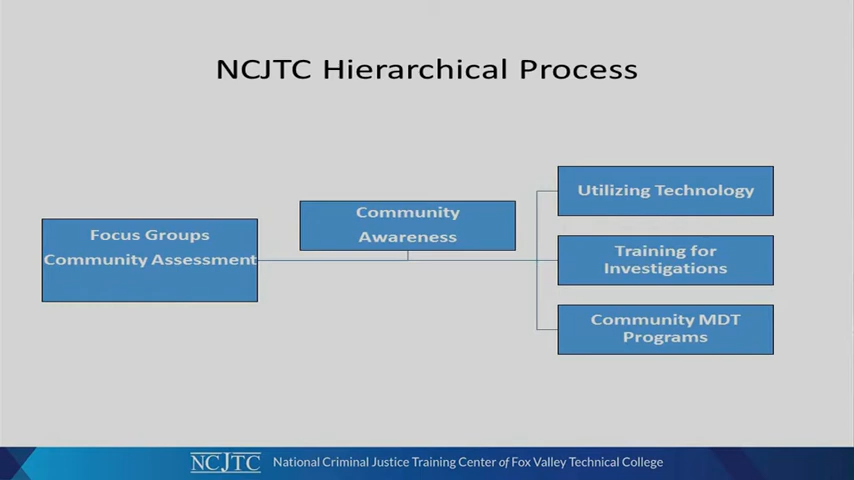 NCJTC Hierarchical Process
Focus Groups
Community Assessment
Community
Awareness
Utilizing Technology
Training for
Investigations
Community MDT
Programs
NCJTC National Criminal Justice Training Center of Fox Valley Technical College